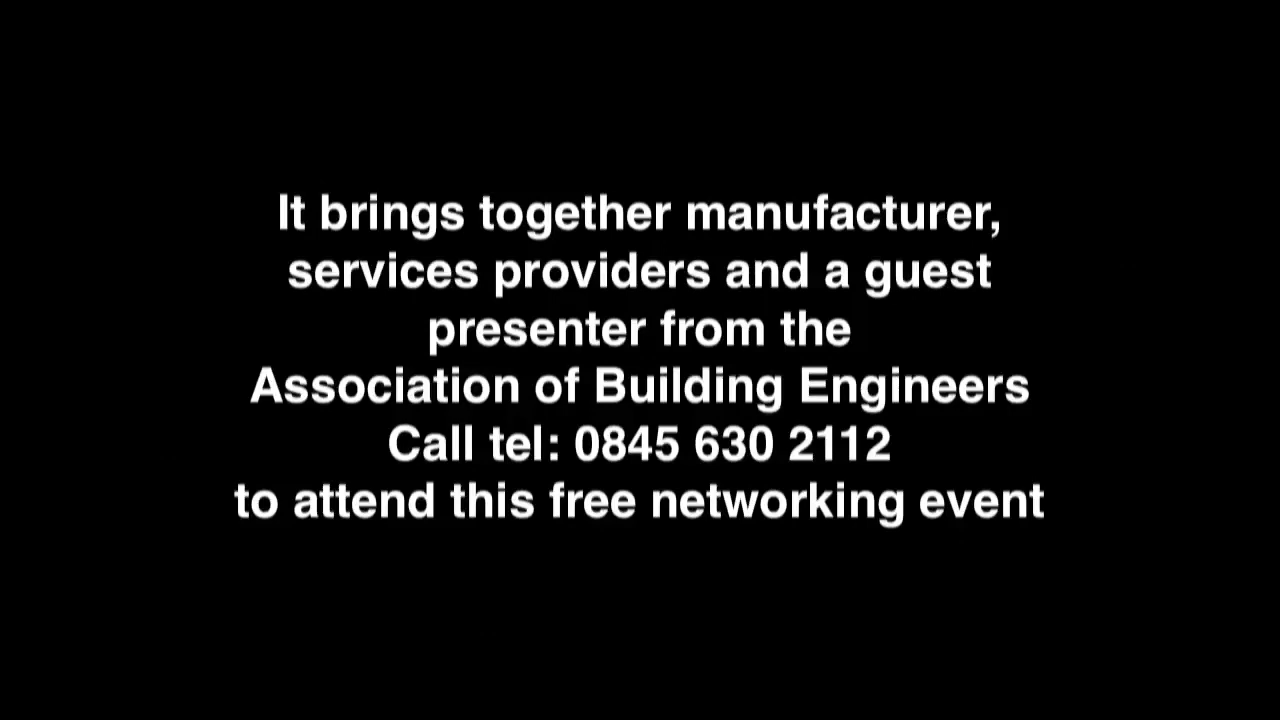 It brings together manufacturer,
services providers and a guest
presenter from the
Association of Building Engineers
Call tel: 0845 630 2112
to attend this free networking event